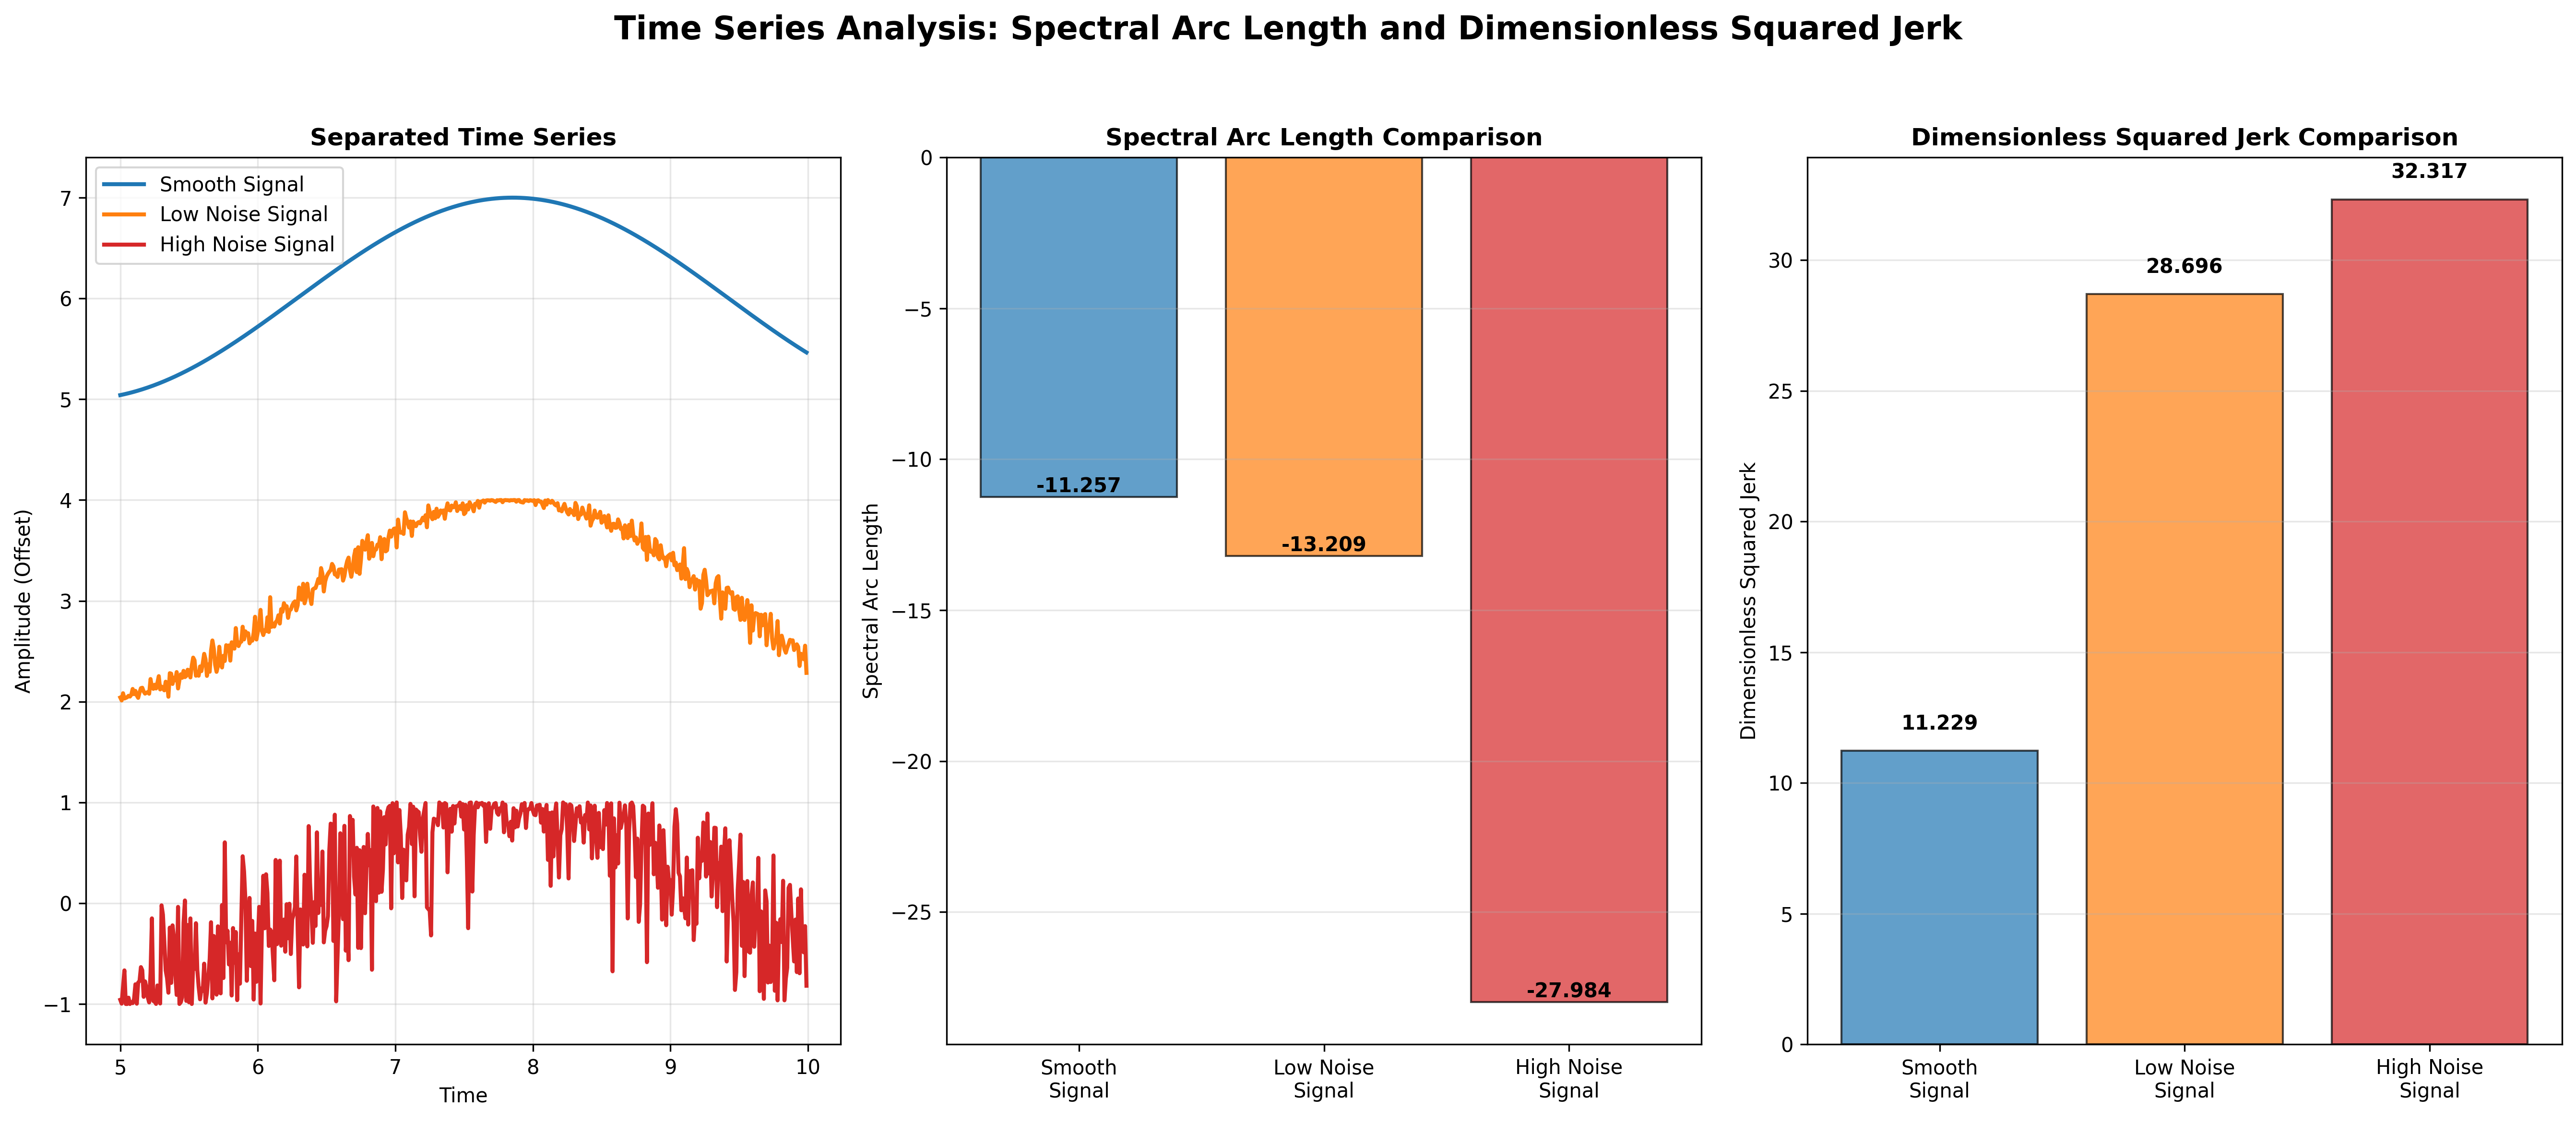 Time Series Analysis: Spectral Arc Length and Dimensionless Squared Jerk
Separated Time Series
Smooth Signal
Low Noise Signal
High Noise Signal
7
6
5
4
3
2
1
0
−1
Amplitude (Offset)
5 6 7 8 9 10
Time
Spectral Arc Length Comparison
0
−5
−10
−15
−20
−25
Spectral Arc Length
-11.257
-13.209
-27.984
Smooth
Signal
Low Noise
Signal
High Noise
Signal
Dimensionless Squared Jerk Comparison
30
25
20
15
10
5
0
Dimensionless Squared Jerk
11.229
28.696
32.317
Smooth
Signal
Low Noise
Signal
High Noise
Signal